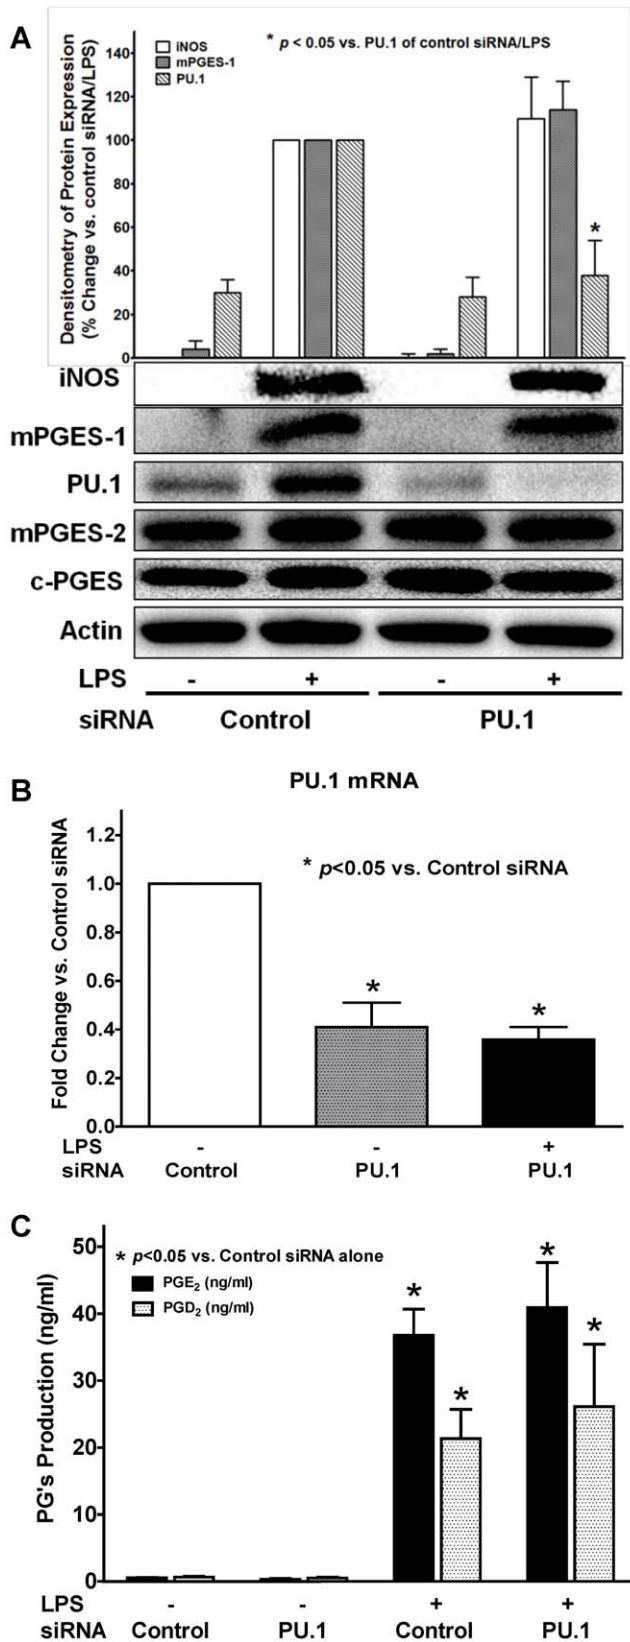 A
* p < 0.05 vs. PU.1 of control siRNA/LPS
iNOS
mPGES-1
PU.1
Densitometry of Protein Expression
(% Change vs. control siRNA/LPS)
140
120
100
80
60
40
20
0
*
iNOS
mPGES-1
PU.1
mPGES-2
c-PGES
Actin
LPS - + - +
siRNA Control PU.1
B
PU.1 mRNA
* p<0.05 vs. Control siRNA
Fold Change vs. Control siRNA
1.2
1.0
0.8
0.6
0.4
0.2
0.0
* *
LPS - - +
siRNA Control PU.1 PU.1
C
* p<0.05 vs. Control siRNA alone
PGE2 (ng/ml)
PGD2 (ng/ml)
PG's Production (ng/ml)
50
40
30
20
10
0
* * * *
LPS - - + +
siRNA Control PU.1 Control PU.1